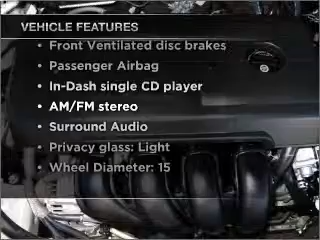 VEHICLE FEATURES
• Front Ventilated disc brakes
• Passenger Airbag
• In-Dash single CD player
• AM/FM stereo
• Surround Audio
• Privacy glass: Light
• Wheel Diameter: 15